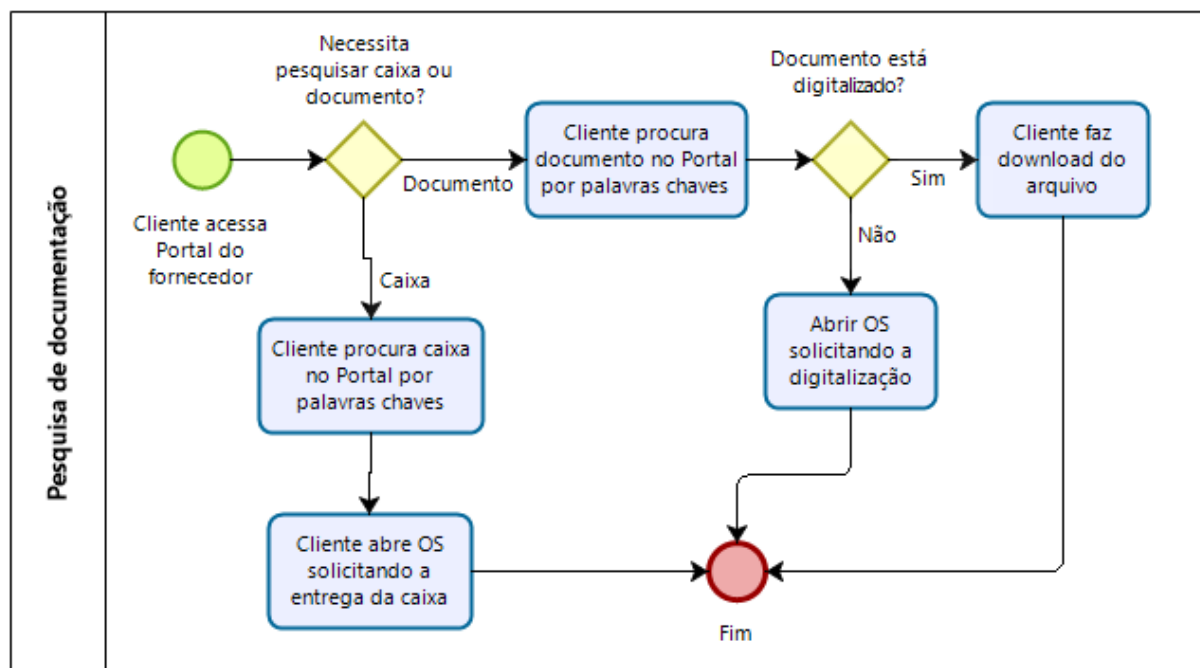 Pesquisa de documentação
Cliente acessa
Portal do
fornecedor
Necessita
pesquisar caixa ou
documento?
Documento
Caixa
Cliente procura
documento no Portal
por palavras chaves
Documento está
digitalizado?
Sim
Não
Cliente faz
download do
arquivo
Abrir OS
solicitando a
digitalização
Cliente procura caixa
no Portal por
palavras chaves
Cliente abre OS
solicitando a
entrega da caixa
Fim